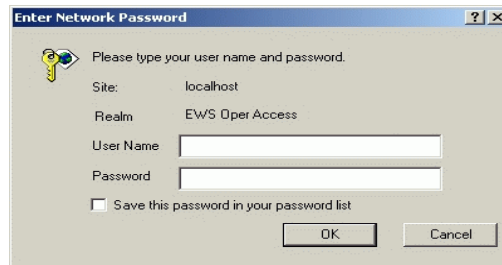 Enter Network Password
Please type your user name and password.
Site: localhost
Realm EWS Oper Access
User Name
Password
Save this password in your password list
OK Cancel